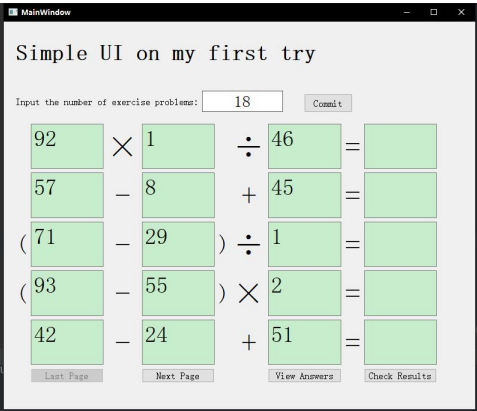 MainWindow
Simple UI on my first try
Input the number of exercise problems: 18 Commit
92 × 1 ÷ 46 =
57 − 8 + 45 =
( 71 − 29 ) ÷ 1 =
( 93 − 55 ) × 2 =
42 − 24 + 51 =
Last Page Next Page View Answers Check Results